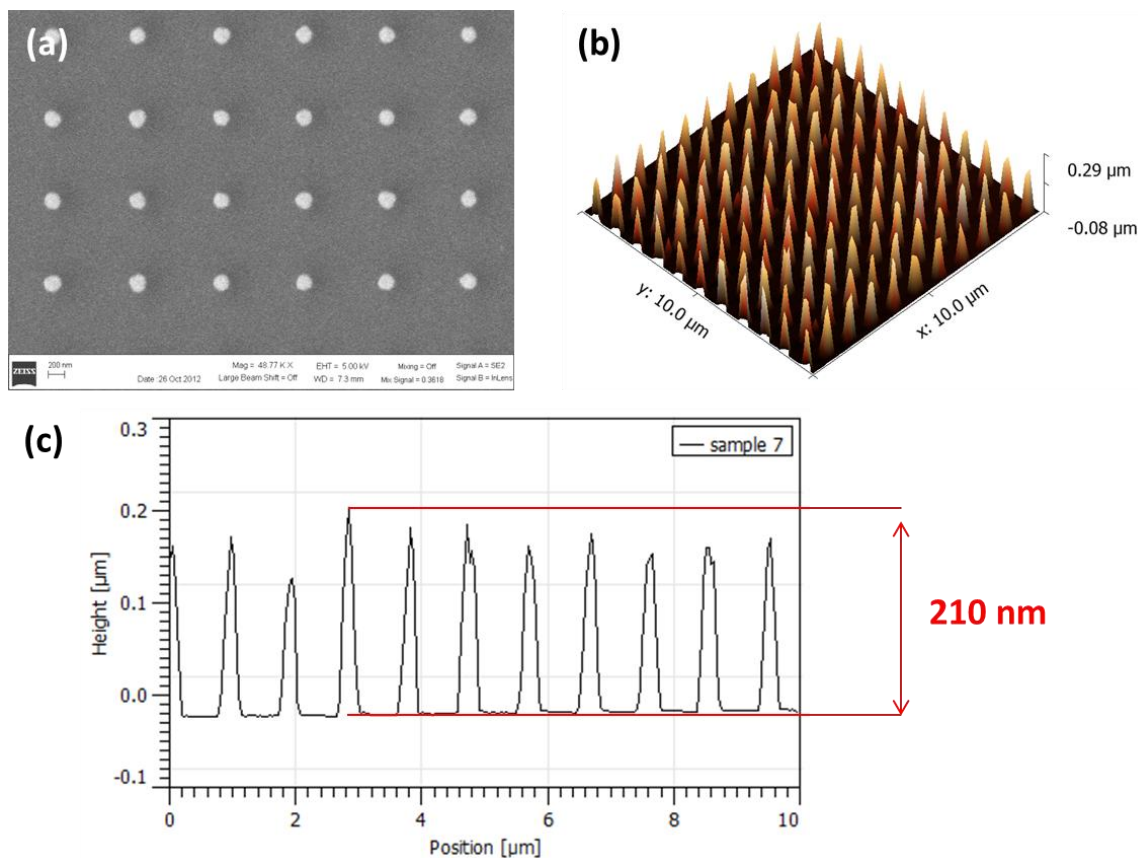 (a)
ZEISS
200 nm
Mag = 48.77 K X
EHT = 5.00 kV
Mixing = Off
Signal A = SE2
Date :26 Oct 2012
Large Beam Shift = Off
WD = 7.3 mm
Mix Signal = 0.3618
Signal B = InLens
(b)
0.29 µm
-0.08 µm
y: 10.0 µm
x: 10.0 µm
(c)
0.3
0.2
0.1
0.0
-0.1
Height [µm]
sample 7
210 nm
0
2
4
6
8
10
Position [µm]